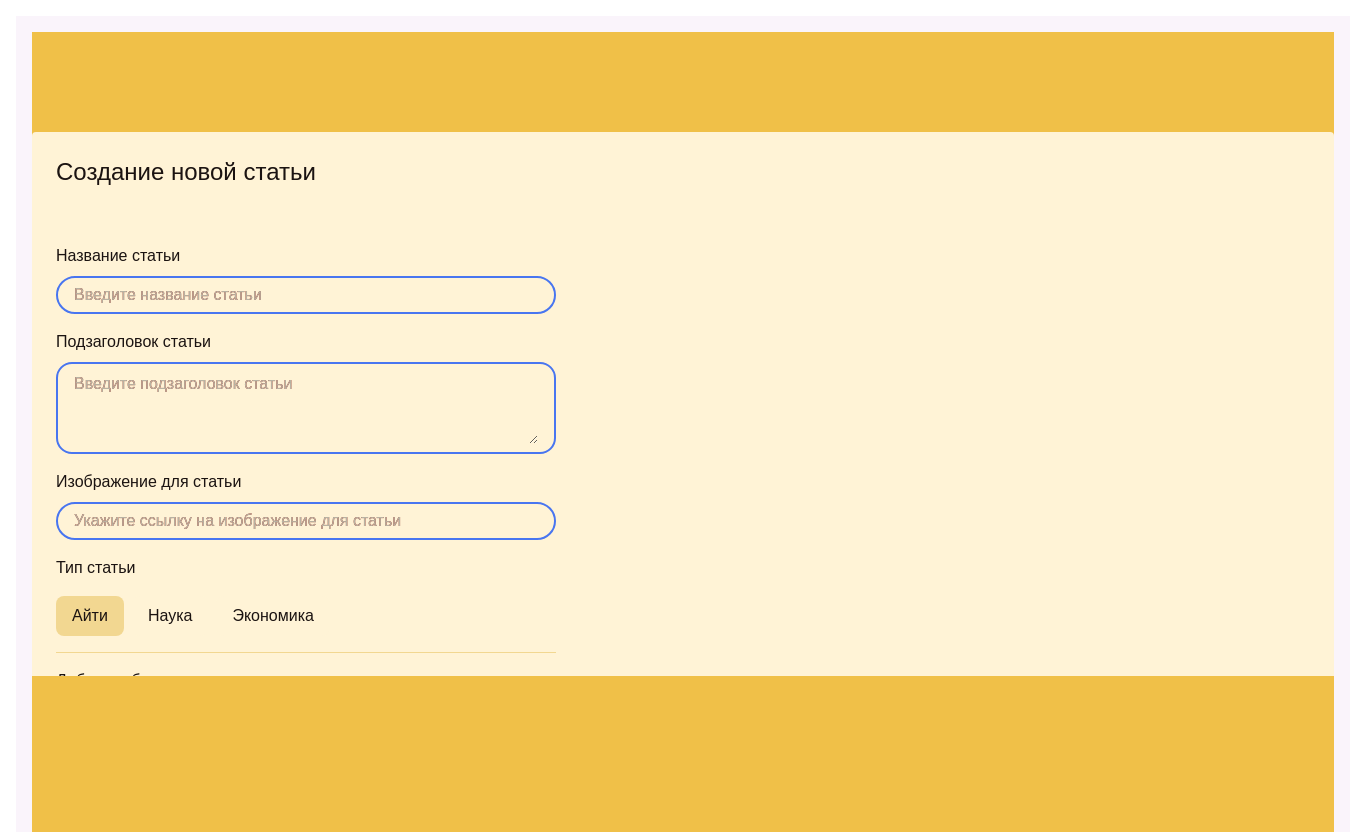 Создание новой статьи
Название статьи
Введите название статьи
Подзаголовок статьи
Введите подзаголовок статьи
Изображение для статьи
Укажите ссылку на изображение для статьи
Тип статьи
Айти Наука Экономика